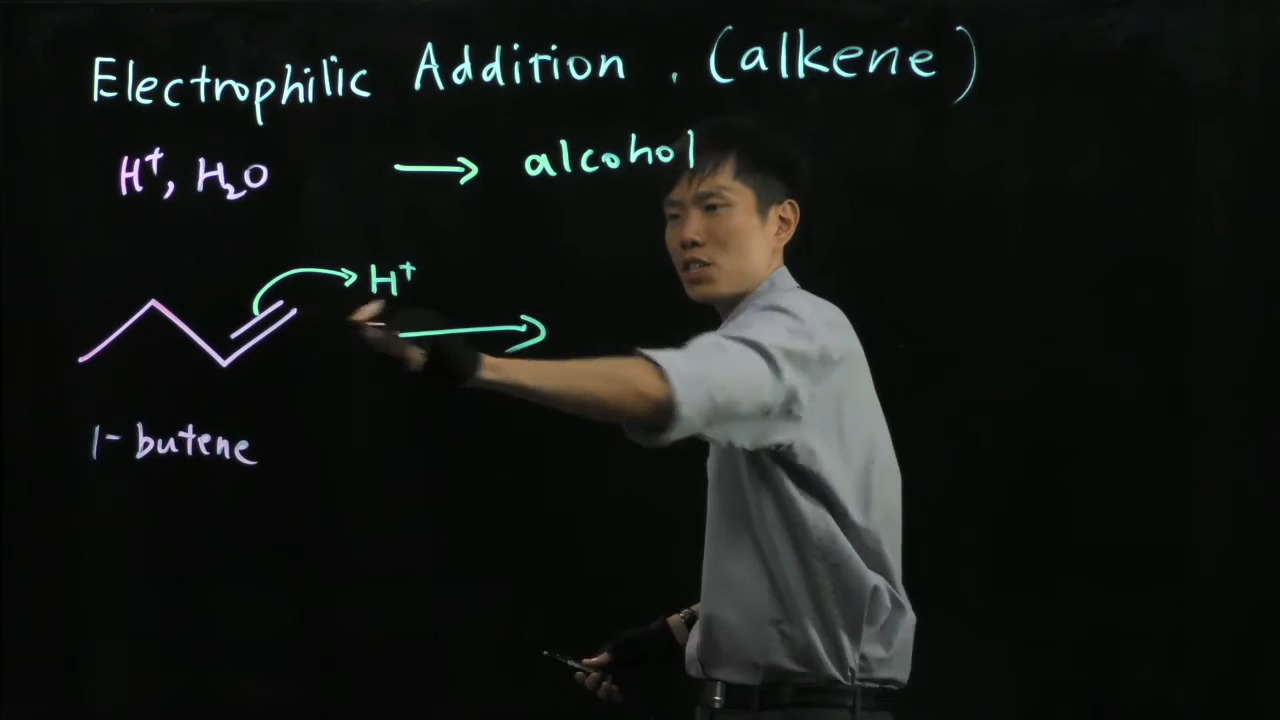 Electrophilic Addition . (alkene)
H⁺, H₂O → alcohol
H⁺
1-butene